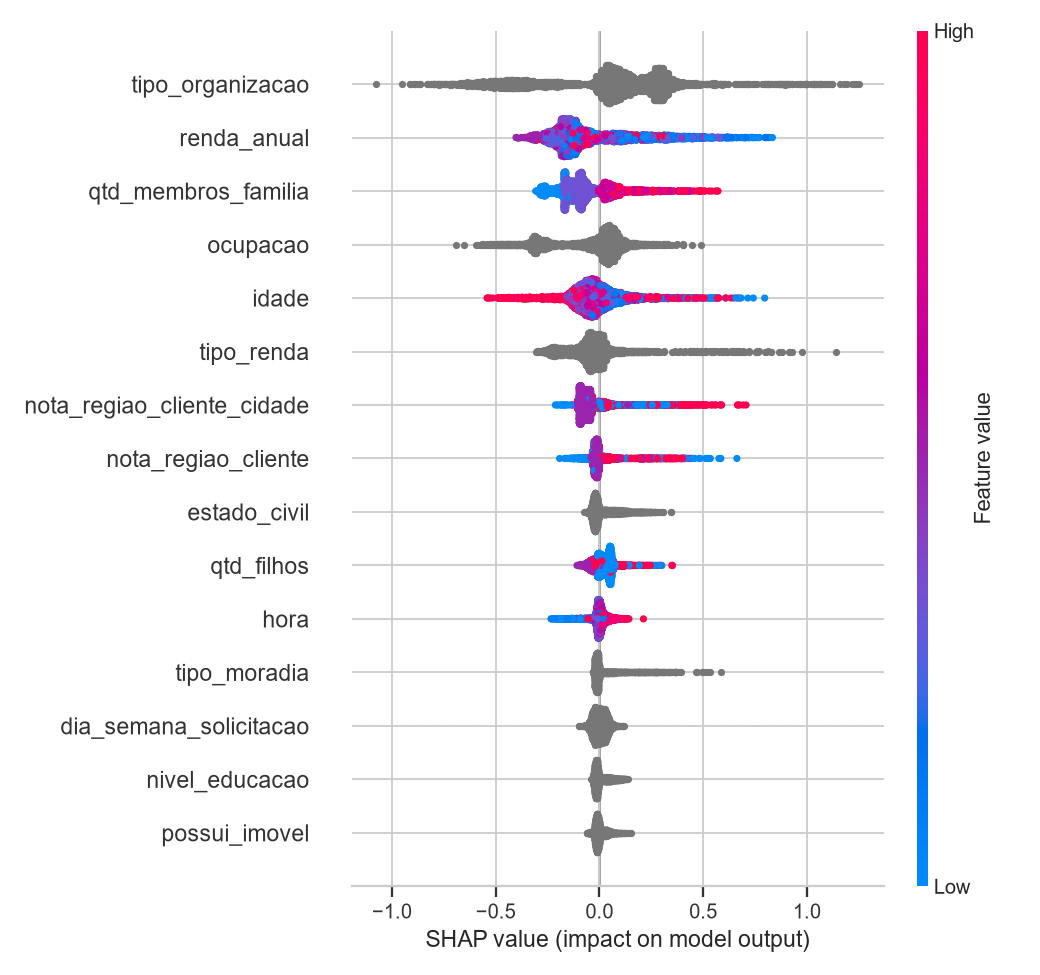 High
tipo_organizacao
renda_anual
qtd_membros_familia
ocupacao
idade
tipo_renda
nota_regiao_cliente_cidade
nota_regiao_cliente
estado_civil
qtd_filhos
hora
tipo_moradia
dia_semana_solicitacao
nivel_educacao
possui_imovel
Feature value
Low
−1.0 −0.5 0.0 0.5 1.0
SHAP value (impact on model output)